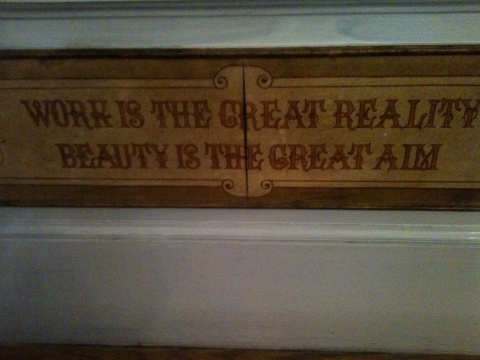 WORK IS THE GREAT REALITY
BEAUTY IS THE GREAT AIM